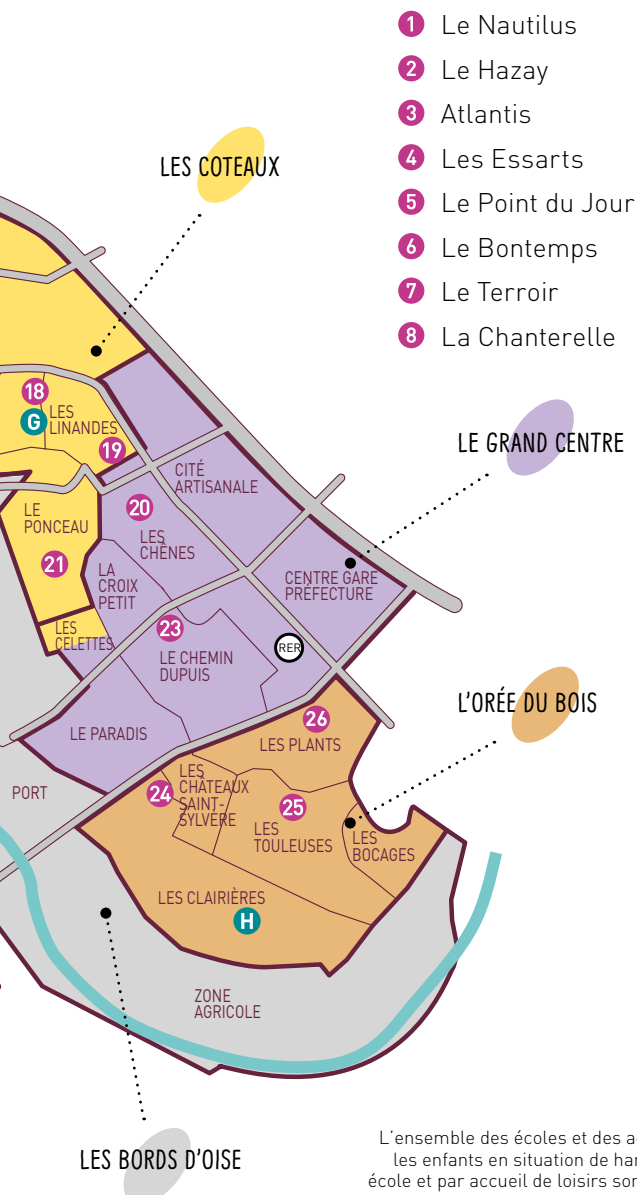 1 Le Nautilus
2 Le Hazay
3 Atlantis
4 Les Essarts
5 Le Point du Jour
6 Le Bontemps
7 Le Terroir
8 La Chanterelle
LES COTEAUX
18
G
LES
LINANDES
19
CITÉ
ARTISANALE
LE GRAND CENTRE
20
LE
PONCEAU
LES
CHÊNES
21
LA
CROIX
PETIT
CENTRE GARE
PRÉFECTURE
LES
CELETTES
23
RER
LE CHEMIN
DUPUIS
L'ORÉE DU BOIS
26
LE PARADIS
LES PLANTS
PORT
24
LES
CHÂTEAUX
SAINT-
SYLVÈRE
25
LES
TOULEUSES
LES
BOCAGES
LES CLAIRIÈRES
H
ZONE
AGRICOLE
LES BORDS D'OISE
L'ensemble des écoles et des a
les enfants en situation de ha
école et par accueil de loisirs so